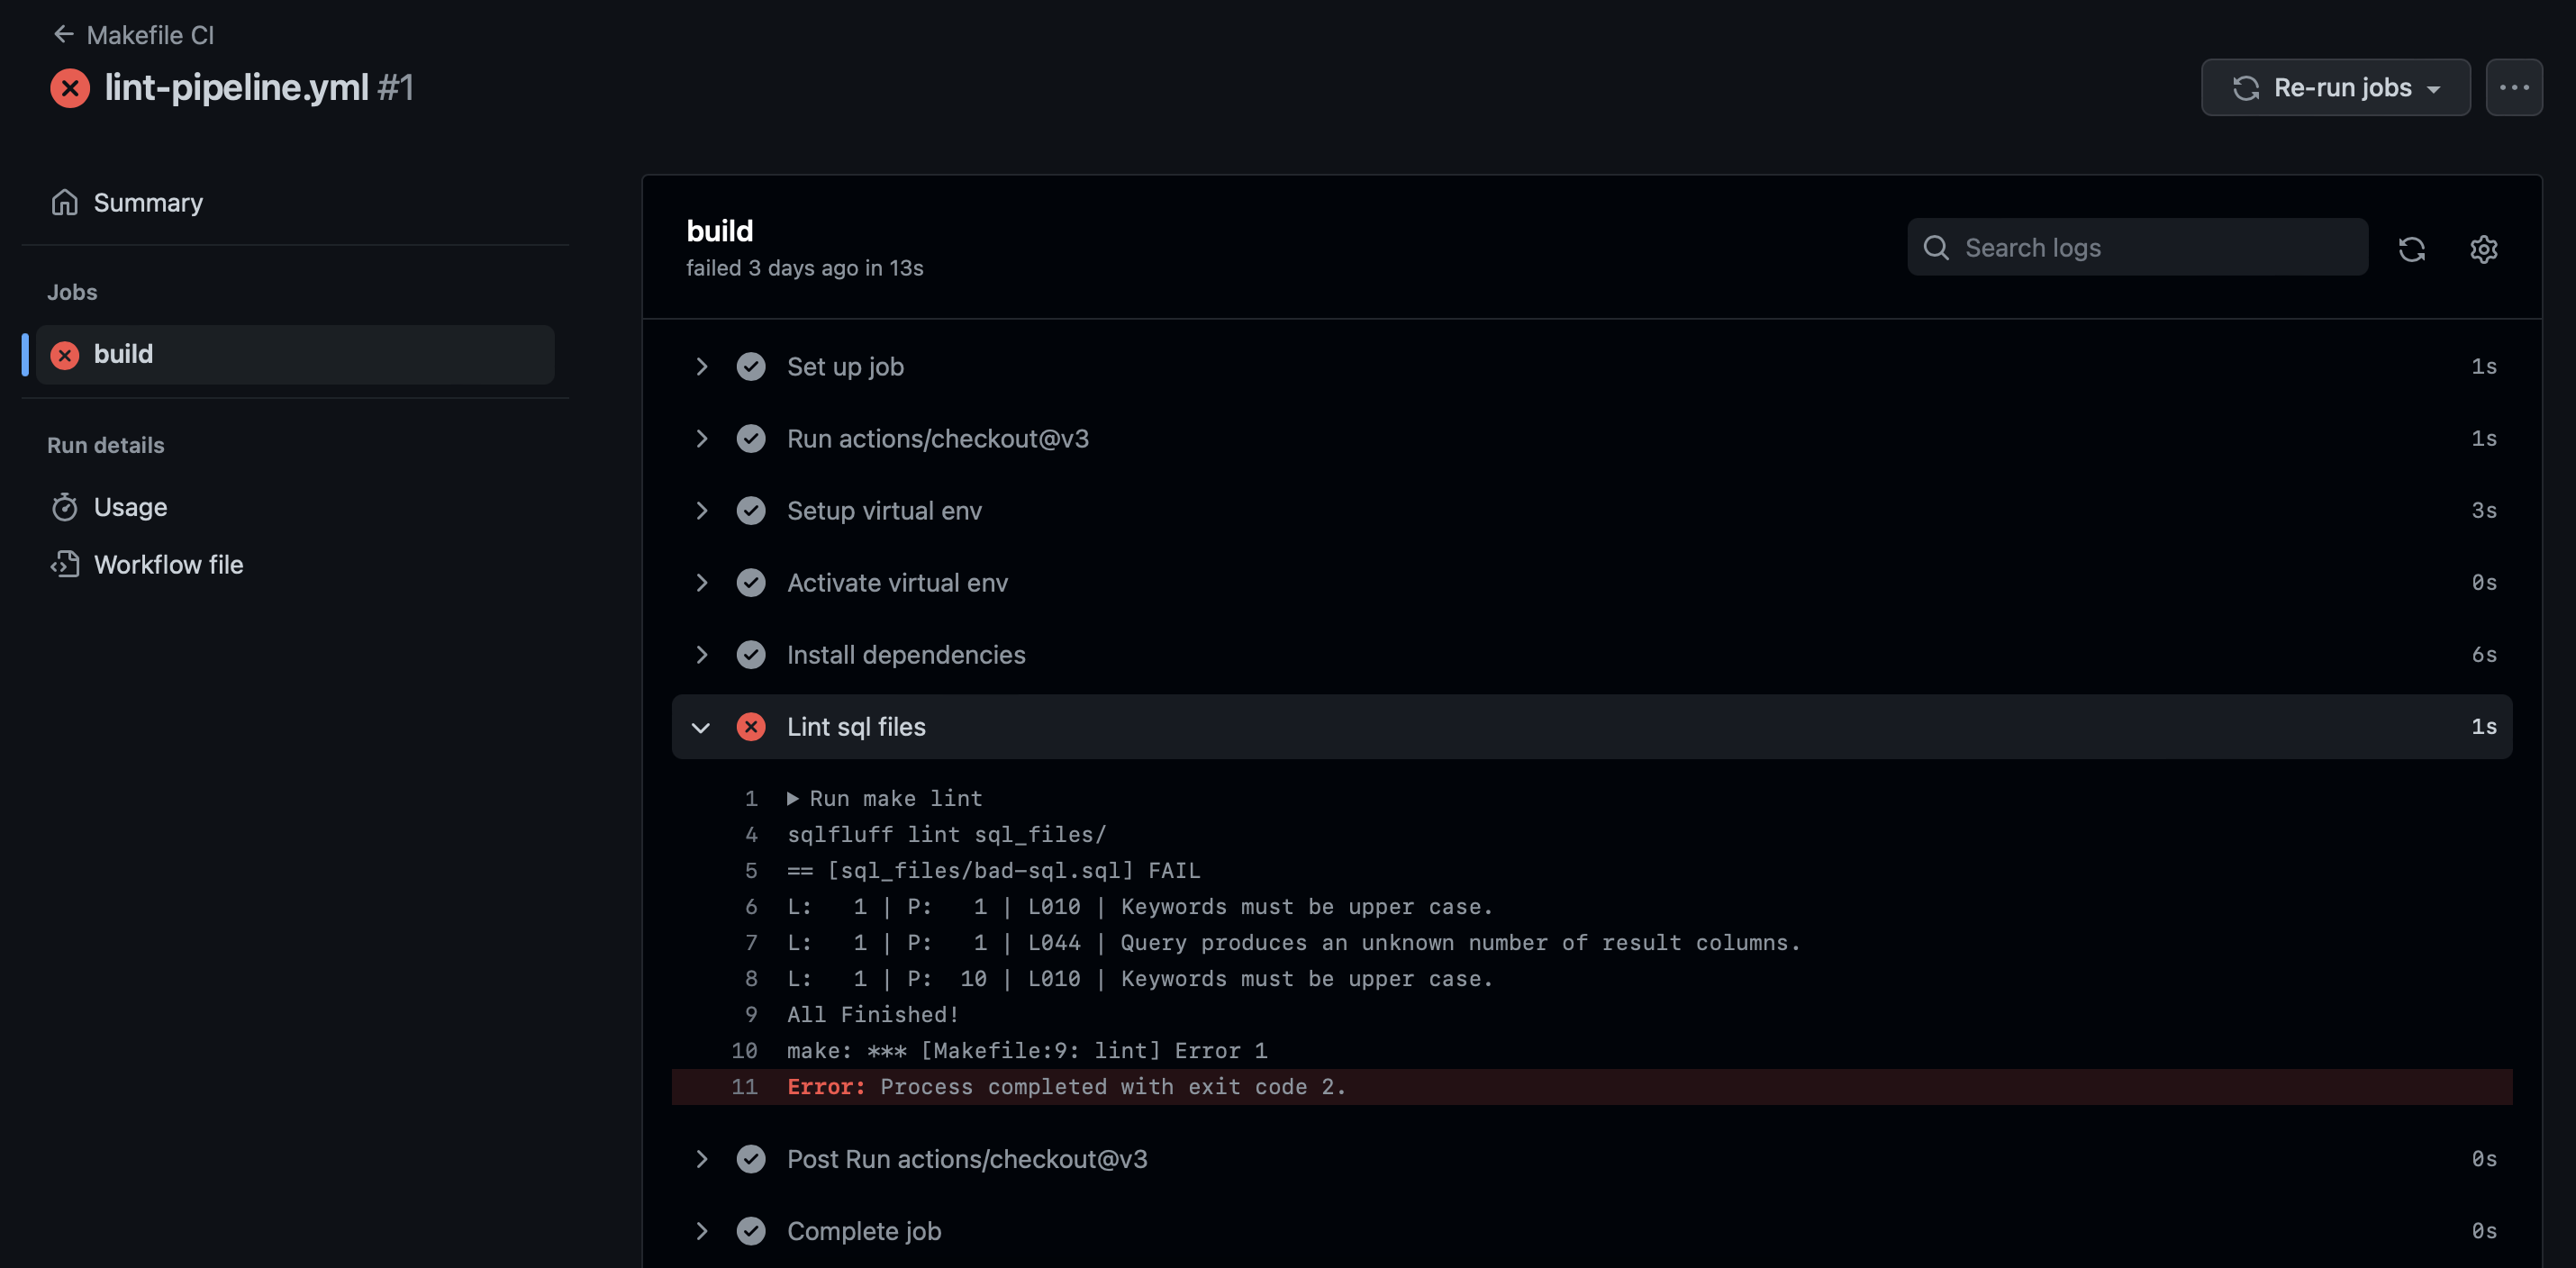 ← Makefile CI
lint-pipeline.yml #1
Re-run jobs
Summary
Jobs
build
Run details
Usage
Workflow file
build
failed 3 days ago in 13s
Search logs
Set up job 1s
Run actions/checkout@v3 1s
Setup virtual env 3s
Activate virtual env 0s
Install dependencies 6s
Lint sql files 1s
1 ▶ Run make lint
4 sqlfluff lint sql_files/
5 == [sql_files/bad-sql.sql] FAIL
6 L:   1 | P:   1 | L010 | Keywords must be upper case.
7 L:   1 | P:   1 | L044 | Query produces an unknown number of result columns.
8 L:   1 | P:  10 | L010 | Keywords must be upper case.
9 All Finished!
10 make: *** [Makefile:9: lint] Error 1
11 Error: Process completed with exit code 2.
Post Run actions/checkout@v3 0s
Complete job 0s